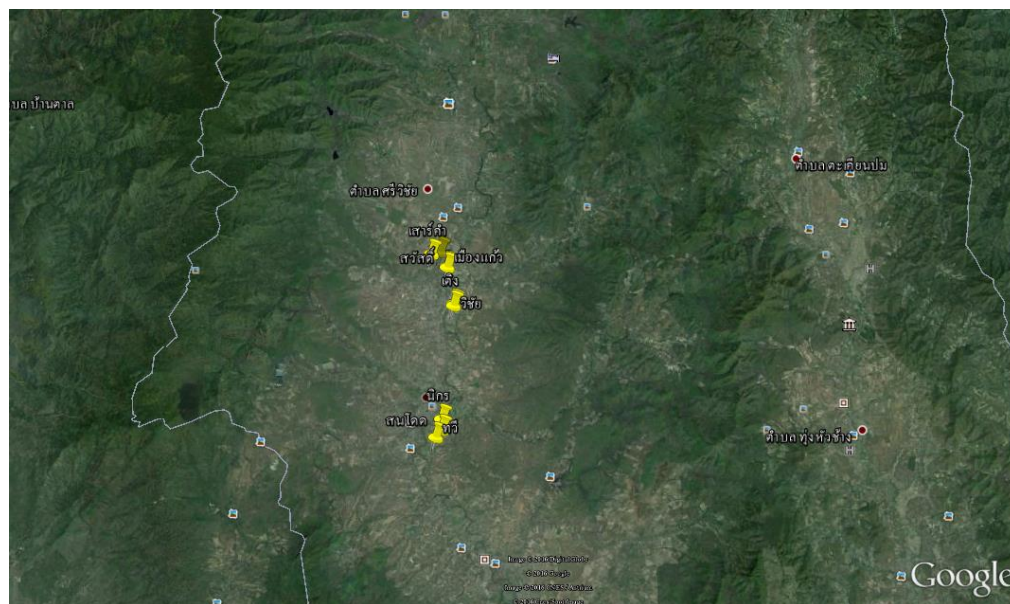 บล บ้านตาล
ตำบล ตะเคียนปม
ตำบล ศรีวิชัย
เสาร์คำ
สวัสดิ์
เมืองแก้ว
เต็ง
วิชัย
นิกร
แสนโคด
ทวี
ตำบล ทุ่งหัวช้าง
Google